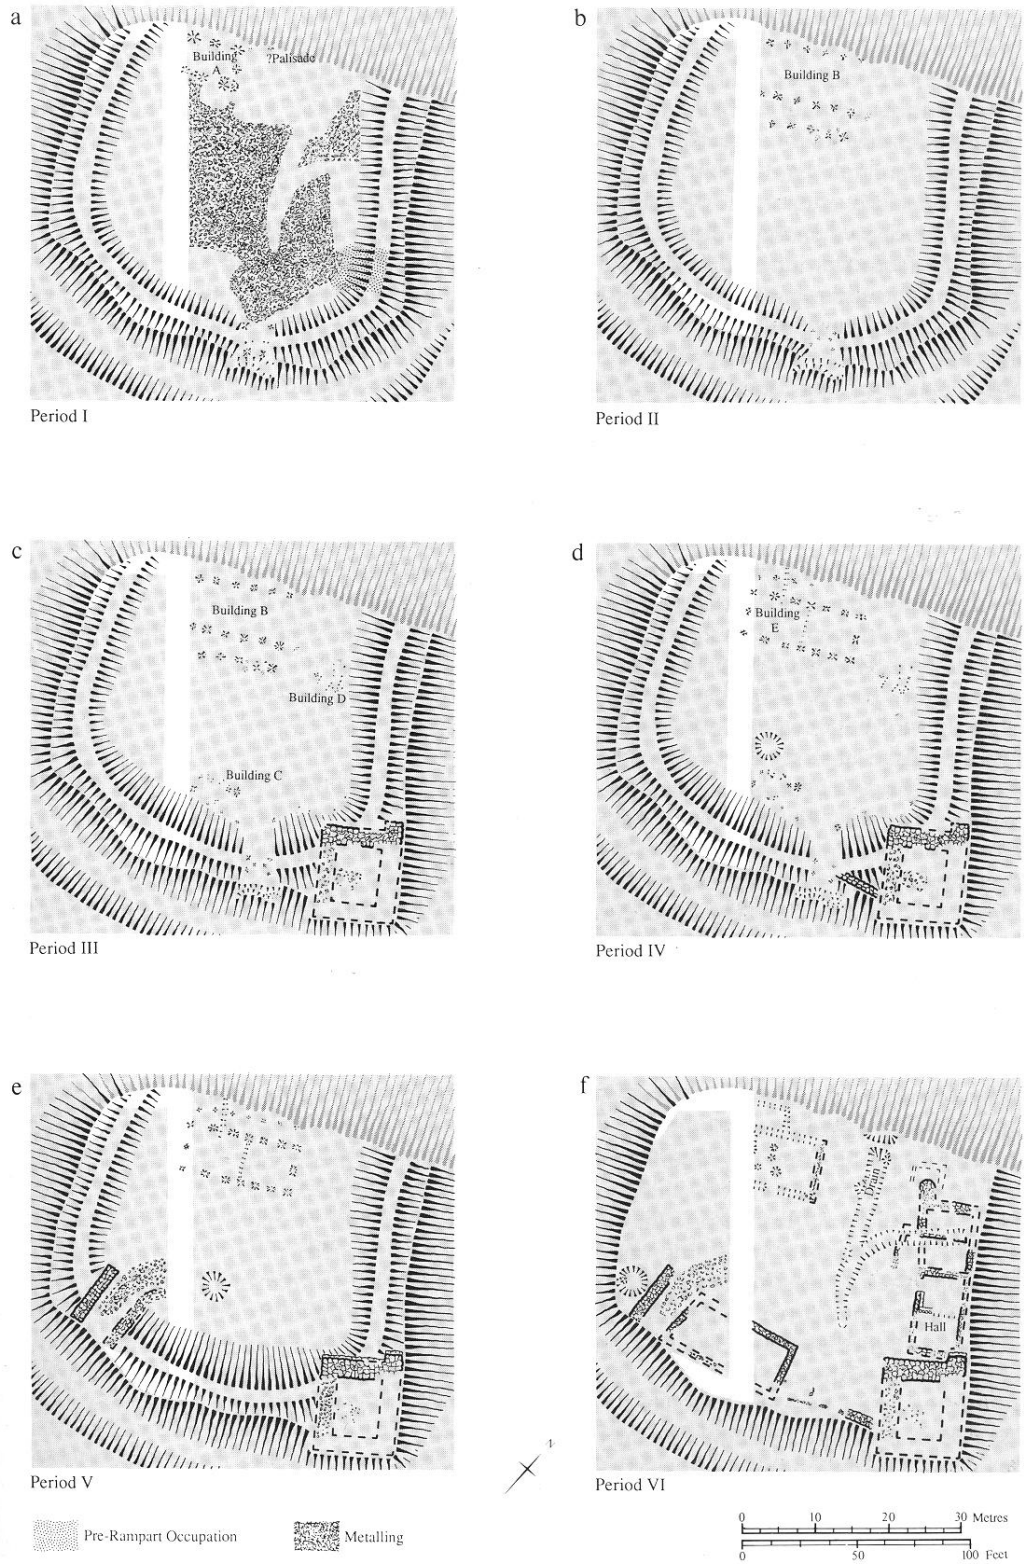 a
Building
A
?Palisade
Period I
b
Building B
Period II
c
Building B
Building D
Building C
Period III
d
Building
E
Period IV
e
Period V
f
Drain
Hall
Period VI
Pre-Rampart Occupation
Metalling
0 10 20 30 Metres
0 50 100 Feet